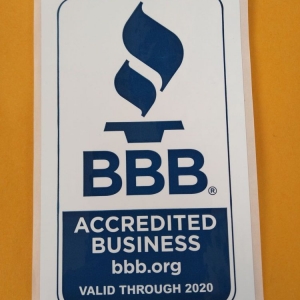 BBB®
ACCREDITED
BUSINESS
bbb.org
VALID THROUGH 2020